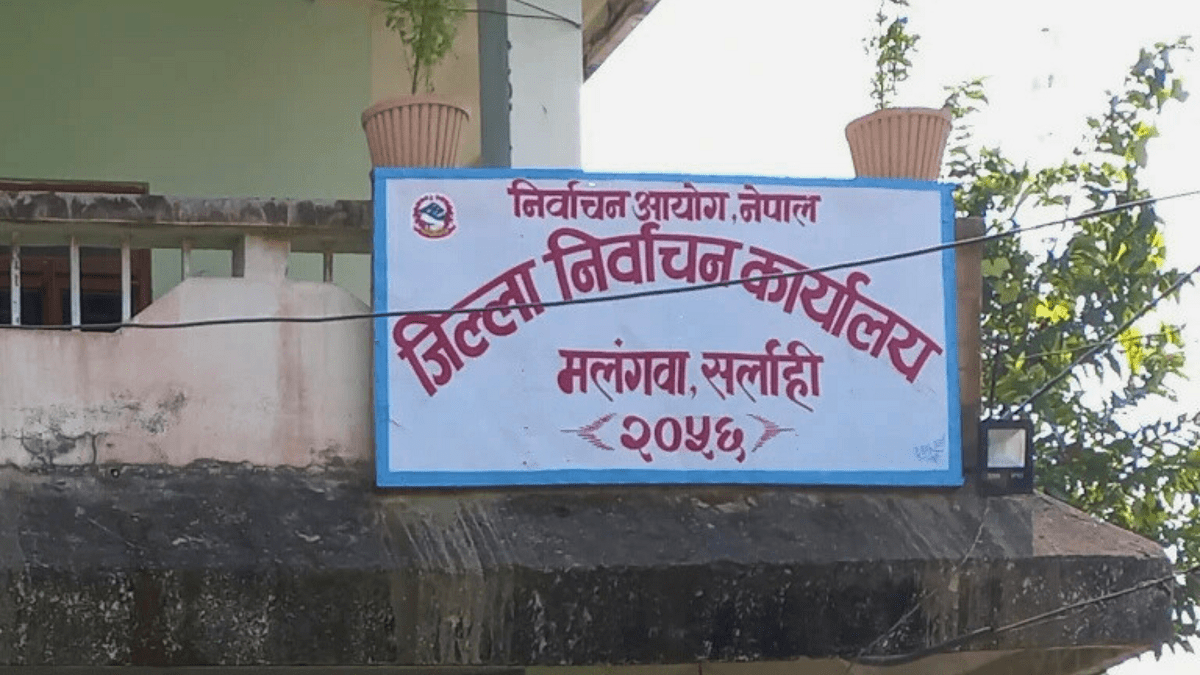 निर्वाचन आयोग, नेपाल
जिल्ला निर्वाचन कार्यालय
मलंगवा, सर्लाही
२०५६